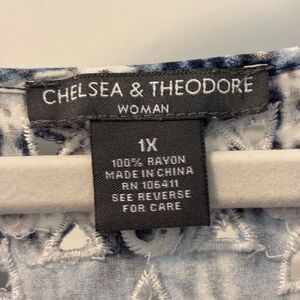 CHELSEA & THEODORE
WOMAN
1X
100% RAYON
MADE IN CHINA
RN 106411
SEE REVERSE
FOR CARE